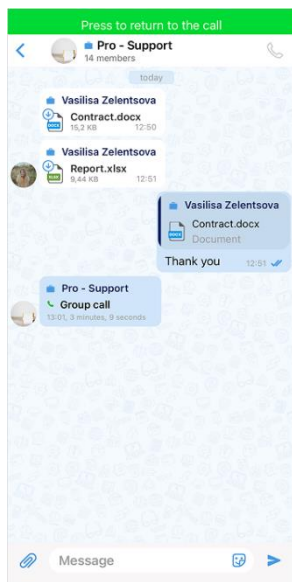 Press to return to the call
Pro - Support
14 members
today
Vasilisa Zelentsova
Contract.docx
15,2 KB 12:50
Vasilisa Zelentsova
Report.xlsx
9,44 KB 12:51
Vasilisa Zelentsova
Contract.docx
Document
Thank you 12:51
Pro - Support
Group call
13:01, 3 minutes, 9 seconds
Message